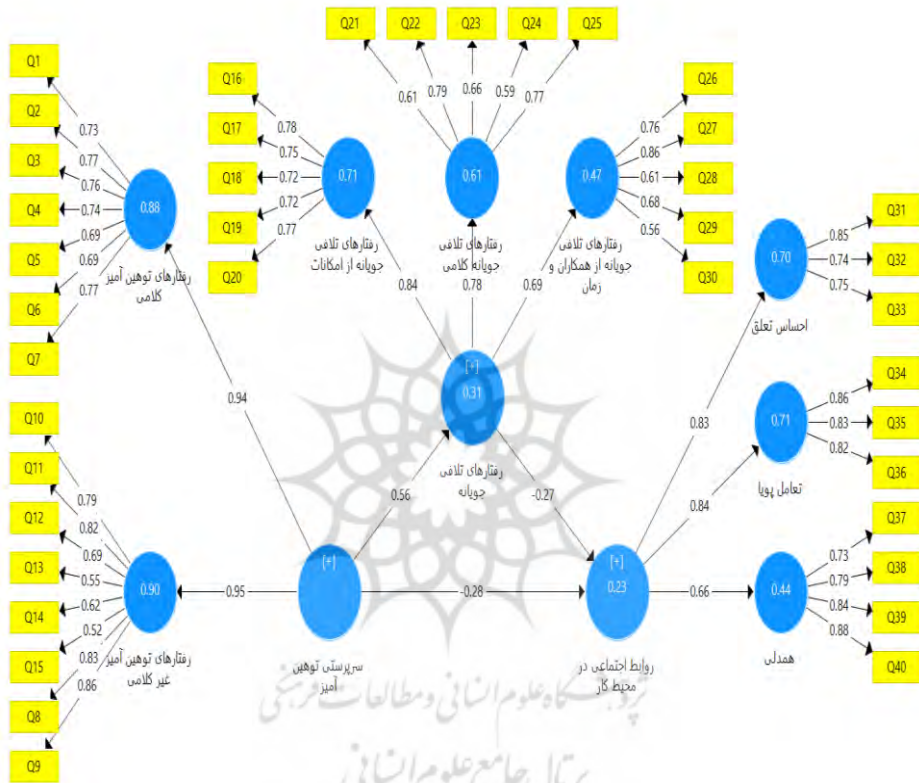 Q21 Q22 Q23 Q24 Q25
0.61 0.79 0.66 0.59 0.77
Q1
Q2
Q3
Q4
Q5
Q6
Q7
0.73
0.77
0.76
0.74
0.69
0.69
0.77
0.88
رفتارهای توهین آمیز
کلامی
Q16
Q17
Q18
Q19
Q20
0.78
0.75
0.72
0.72
0.77
0.71
رفتارهای تلافی
جویانه از امکانات
0.61
رفتارهای تلافی
جویانه کلامی
0.47
رفتارهای تلافی
جویانه از همکاران و
زمان
0.76
0.86
0.61
0.68
0.56
Q26
Q27
Q28
Q29
Q30
0.84
0.78
0.69
[+]
0.31
رفتارهای تلافی
جویانه
0.94
0.56
-0.27
0.70
احساس تعلق
0.85
0.74
0.75
Q31
Q32
Q33
0.83
0.71
تعامل پویا
0.86
0.83
0.82
Q34
Q35
Q36
0.84
Q10
Q11
Q12
Q13
Q14
Q15
Q8
Q9
0.79
0.82
0.69
0.55
0.62
0.52
0.83
0.86
0.90
رفتارهای توهین آمیز
غیر کلامی
0.95
[+]
سرپرستی توهین
آمیز
-0.28
[+]
0.23
روابط اجتماعی در
محیط کار
0.66
0.44
همدلی
0.73
0.79
0.84
0.88
Q37
Q38
Q39
Q40
پژوهشگاه علوم انسانی و مطالعات فرهنگی
پرتال جامع علوم انسانی